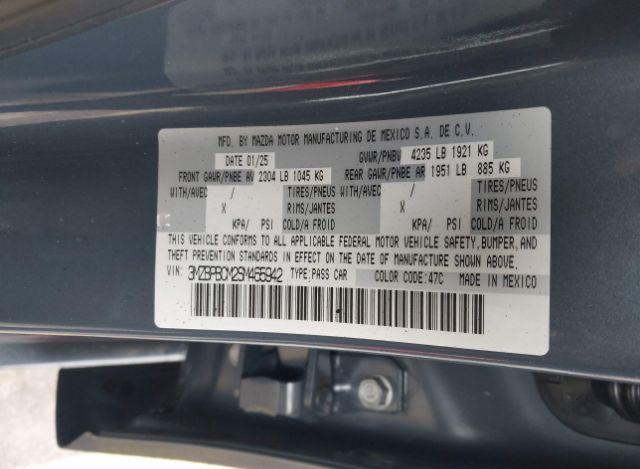 MFD. BY MAZDA MOTOR MANUFACTURING DE MEXICO S.A. DE C.V.
DATE 01/25 GVWR/PNBV 4235 LB 1921 KG
FRONT GAWR/PNBE AV 2304 LB 1045 KG REAR GAWR/PNBE AR 1951 LB 885 KG
WITH/AVEC / TIRES/PNEUS WITH/AVEC / TIRES/PNEUS
X RIMS/JANTES X RIMS/JANTES
KPA/ PSI COLD/A FROID KPA/ PSI COLD/A FROID
THIS VEHICLE CONFORMS TO ALL APPLICABLE FEDERAL MOTOR VEHICLE SAFETY, BUMPER, AND
THEFT PREVENTION STANDARDS IN EFFECT ON THE DATE OF MANUFACTURE SHOWN ABOVE.
VIN: 3MZBPBCM2SM465942 TYPE:PASS CAR COLOR CODE:47C MADE IN MEXICO